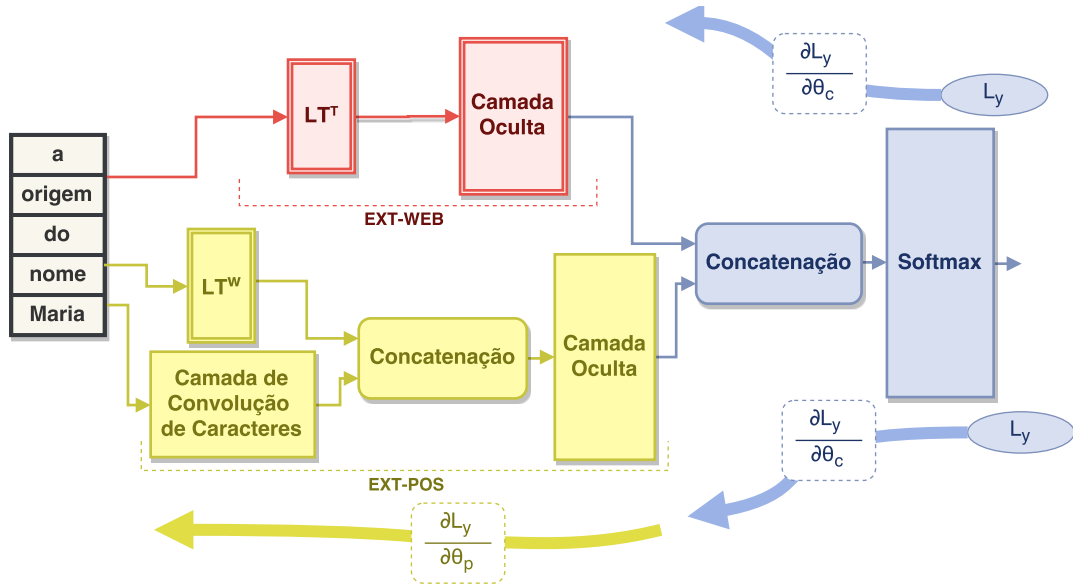 a
origem
do
nome
Maria
LTᵀ
Camada
Oculta
EXT-WEB
LTᵂ
Camada de
Convolução
de Caracteres
Concatenação
Camada
Oculta
EXT-POS
Concatenação
Softmax
∂Ly
∂θc
Ly
∂Ly
∂θc
Ly
∂Ly
∂θp